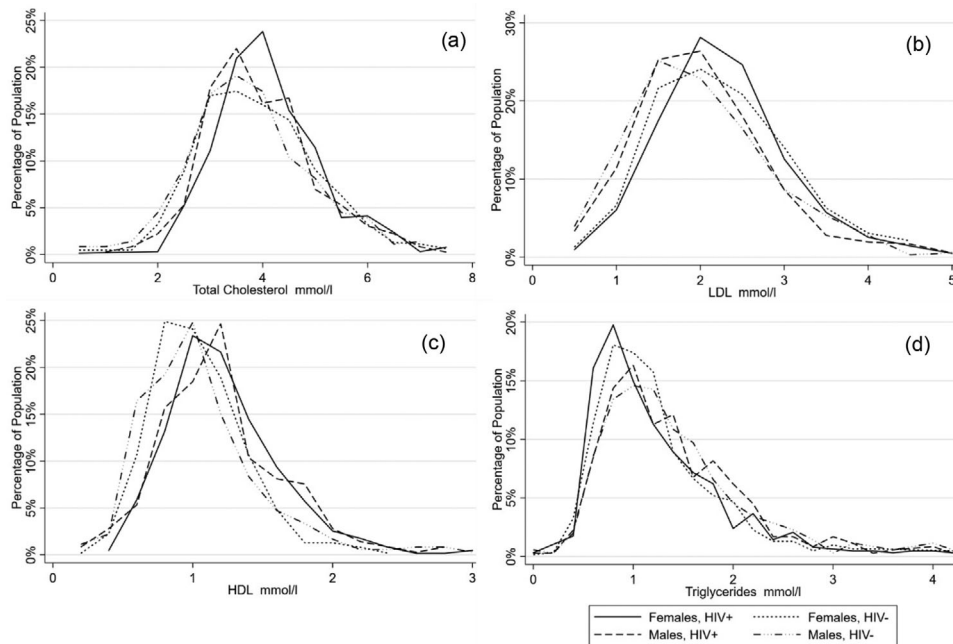 (a)
Percentage of Population
0% 5% 10% 15% 20% 25%
0 2 4 6 8
Total Cholesterol mmol/l
(b)
Percentage of Population
0% 10% 20% 30%
0 1 2 3 4 5
LDL mmol/l
(c)
Percentage of Population
0% 5% 10% 15% 20% 25%
0 1 2 3
HDL mmol/l
(d)
Percentage of Population
0% 5% 10% 15% 20%
0 1 2 3 4
Triglycerides mmol/l
Females, HIV+ Females, HIV-
Males, HIV+ Males, HIV-